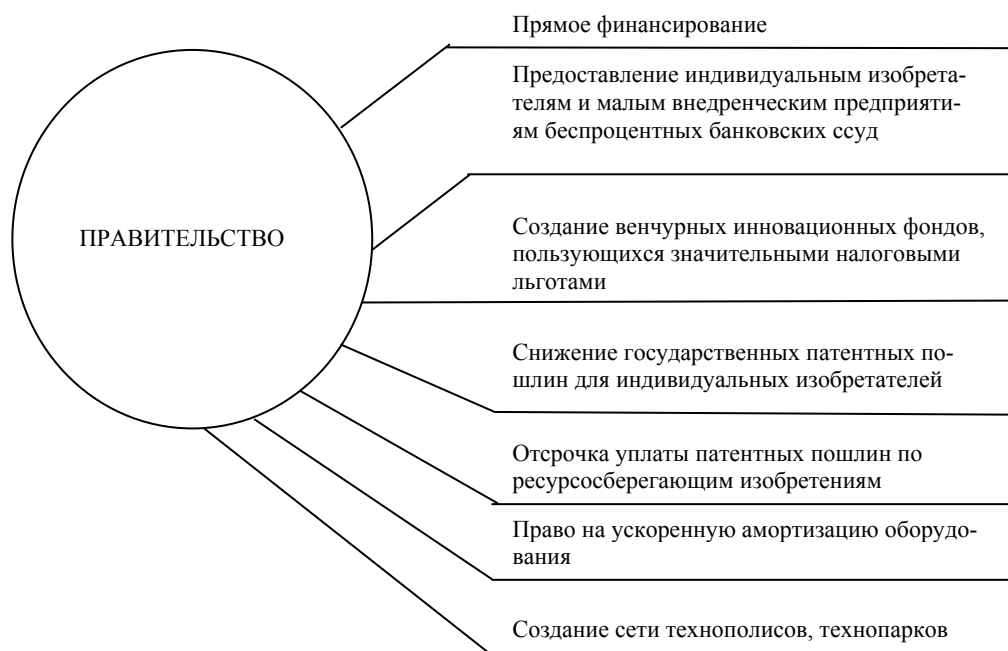 Прямое финансирование
Предоставление индивидуальным изобрета-
телям и малым внедренческим предприяти-
ям беспроцентных банковских ссуд
ПРАВИТЕЛЬСТВО
Создание венчурных инновационных фондов,
пользующихся значительными налоговыми
льготами
Снижение государственных патентных по-
шлин для индивидуальных изобретателей
Отсрочка уплаты патентных пошлин по
ресурсосберегающим изобретениям
Право на ускоренную амортизацию оборудо-
вания
Создание сети технополисов, технопарков